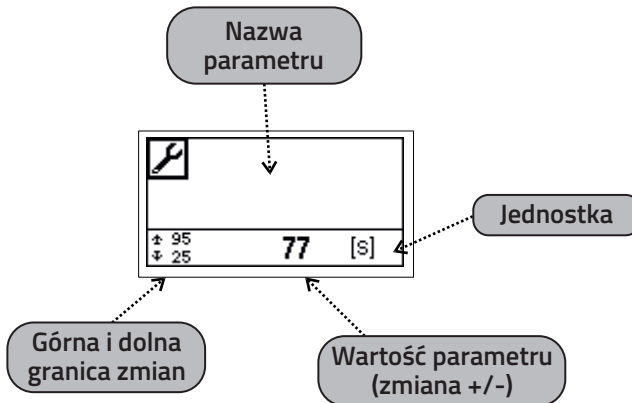 Nazwa
parametru
Jednostka
95
77 [s]
25
Górna i dolna
granica zmian
Wartość parametru
(zmiana +/-)